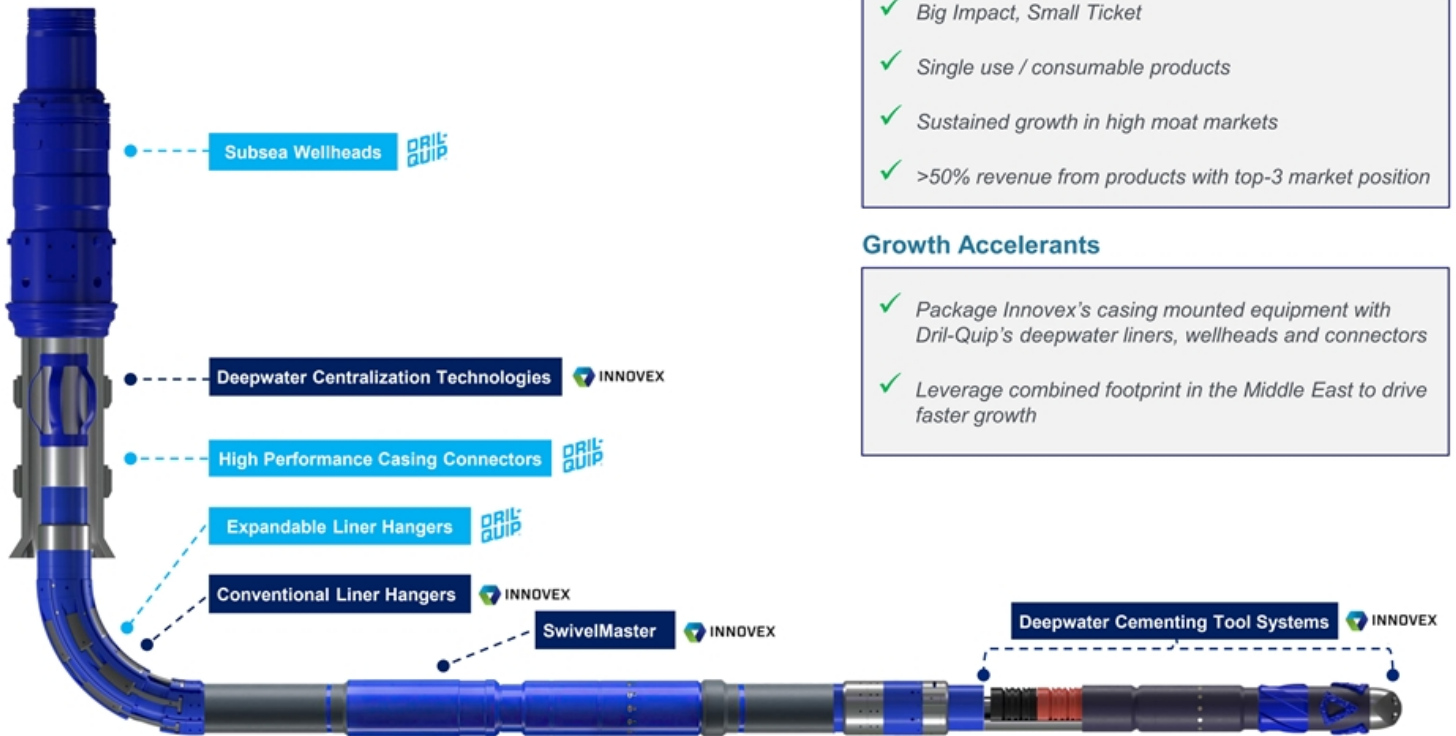 Big Impact, Small Ticket
Single use / consumable products
Sustained growth in high moat markets
>50% revenue from products with top-3 market position
Growth Accelerants
Package Innovex's casing mounted equipment with
Dril-Quip's deepwater liners, wellheads and connectors
Leverage combined footprint in the Middle East to drive
faster growth
Subsea Wellheads
DRIL-
QUIP
Deepwater Centralization Technologies
INNOVEX
High Performance Casing Connectors
DRIL-
QUIP
Expandable Liner Hangers
DRIL-
QUIP
Conventional Liner Hangers
INNOVEX
SwivelMaster
INNOVEX
Deepwater Cementing Tool Systems
INNOVEX